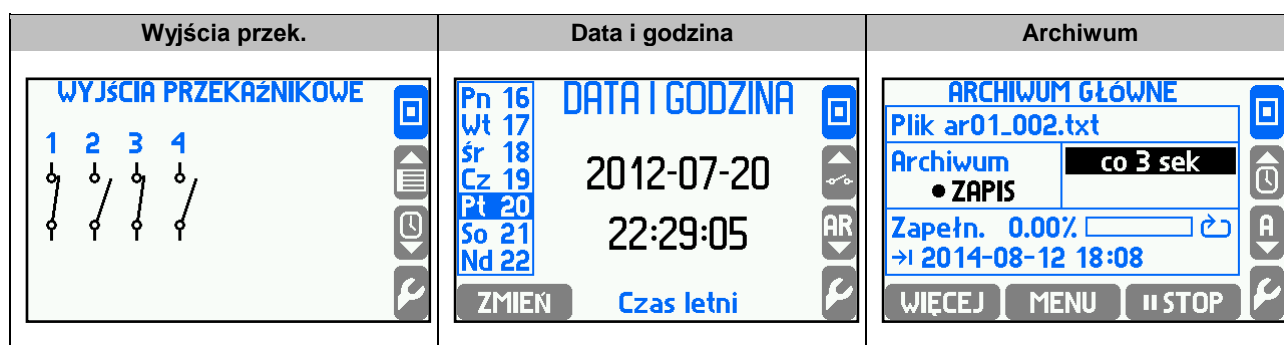 Wyjścia przek.
Data i godzina
Archiwum
WYJŚCIA PRZEKAŹNIKOWE
1 2 3 4
DATA I GODZINA
Pn 16
Wt 17
Śr 18
Cz 19
Pt 20
So 21
Nd 22
2012-07-20
22:29:05
AR
ZMIEŃ
Czas letni
ARCHIWUM GŁÓWNE
Plik ar01_002.txt
Archiwum
co 3 sek
● ZAPIS
Zapełn. 0.00%
2014-08-12 18:08
A
WIĘCEJ
MENU
STOP